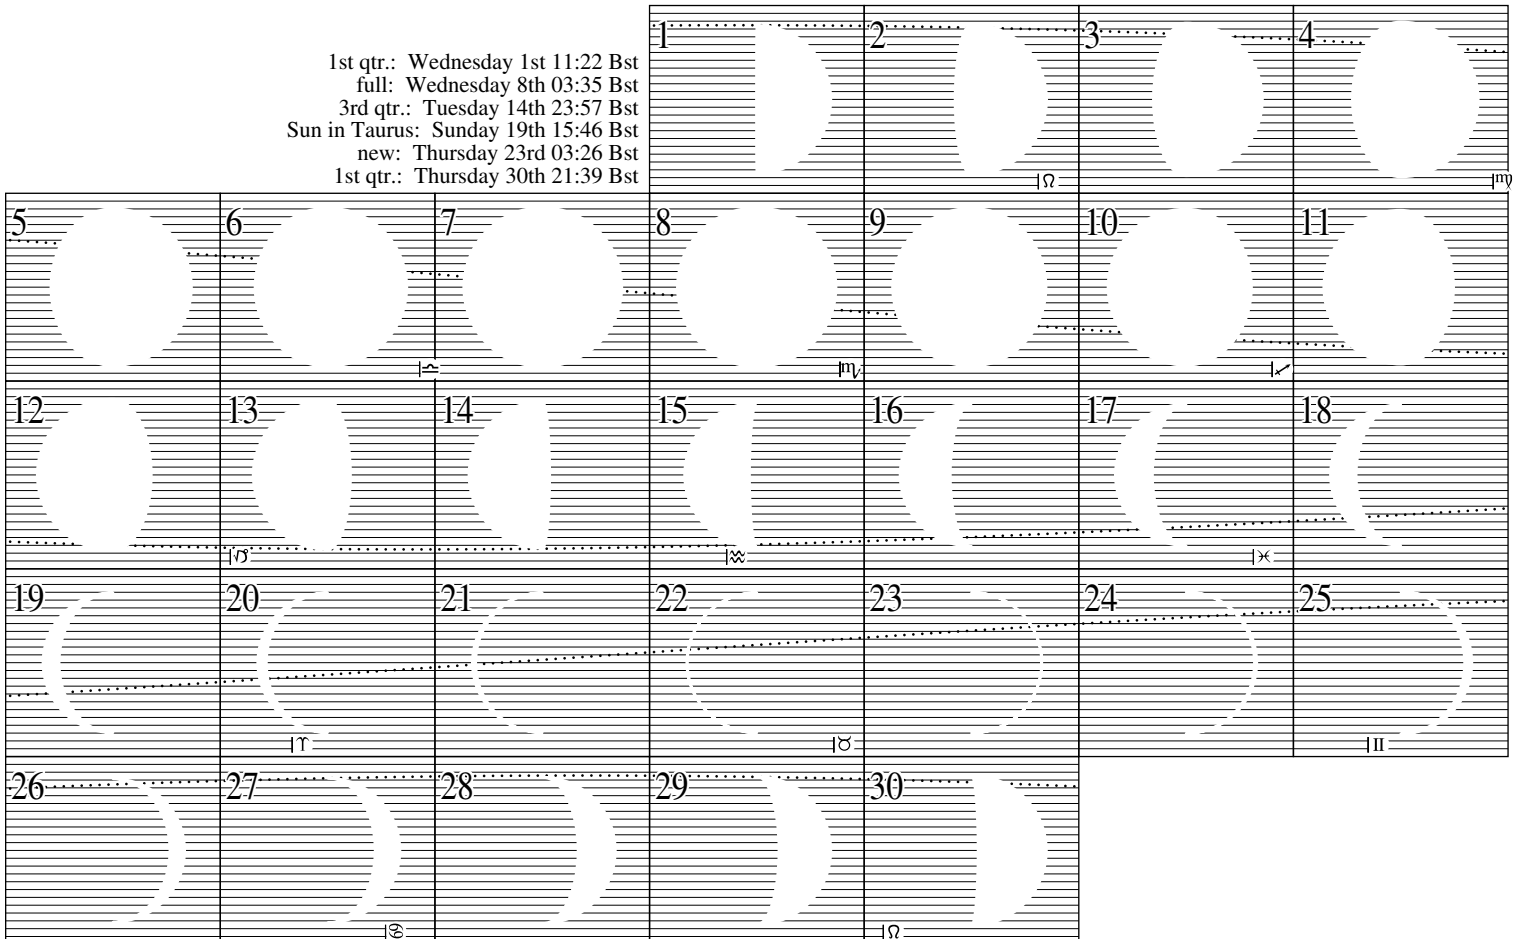 1st qtr.: Wednesday 1st 11:22 Bst
full: Wednesday 8th 03:35 Bst
3rd qtr.: Tuesday 14th 23:57 Bst
Sun in Taurus: Sunday 19th 15:46 Bst
new: Thursday 23rd 03:26 Bst
1st qtr.: Thursday 30th 21:39 Bst
1 2 3 4
♌ ♍
5 6 7 8 9 10 11
♎ ♏ ♐
12 13 14 15 16 17 18
♑ ♒ ♓
19 20 21 22 23 24 25
♈ ♉ ♊
26 27 28 29 30
♋ ♌